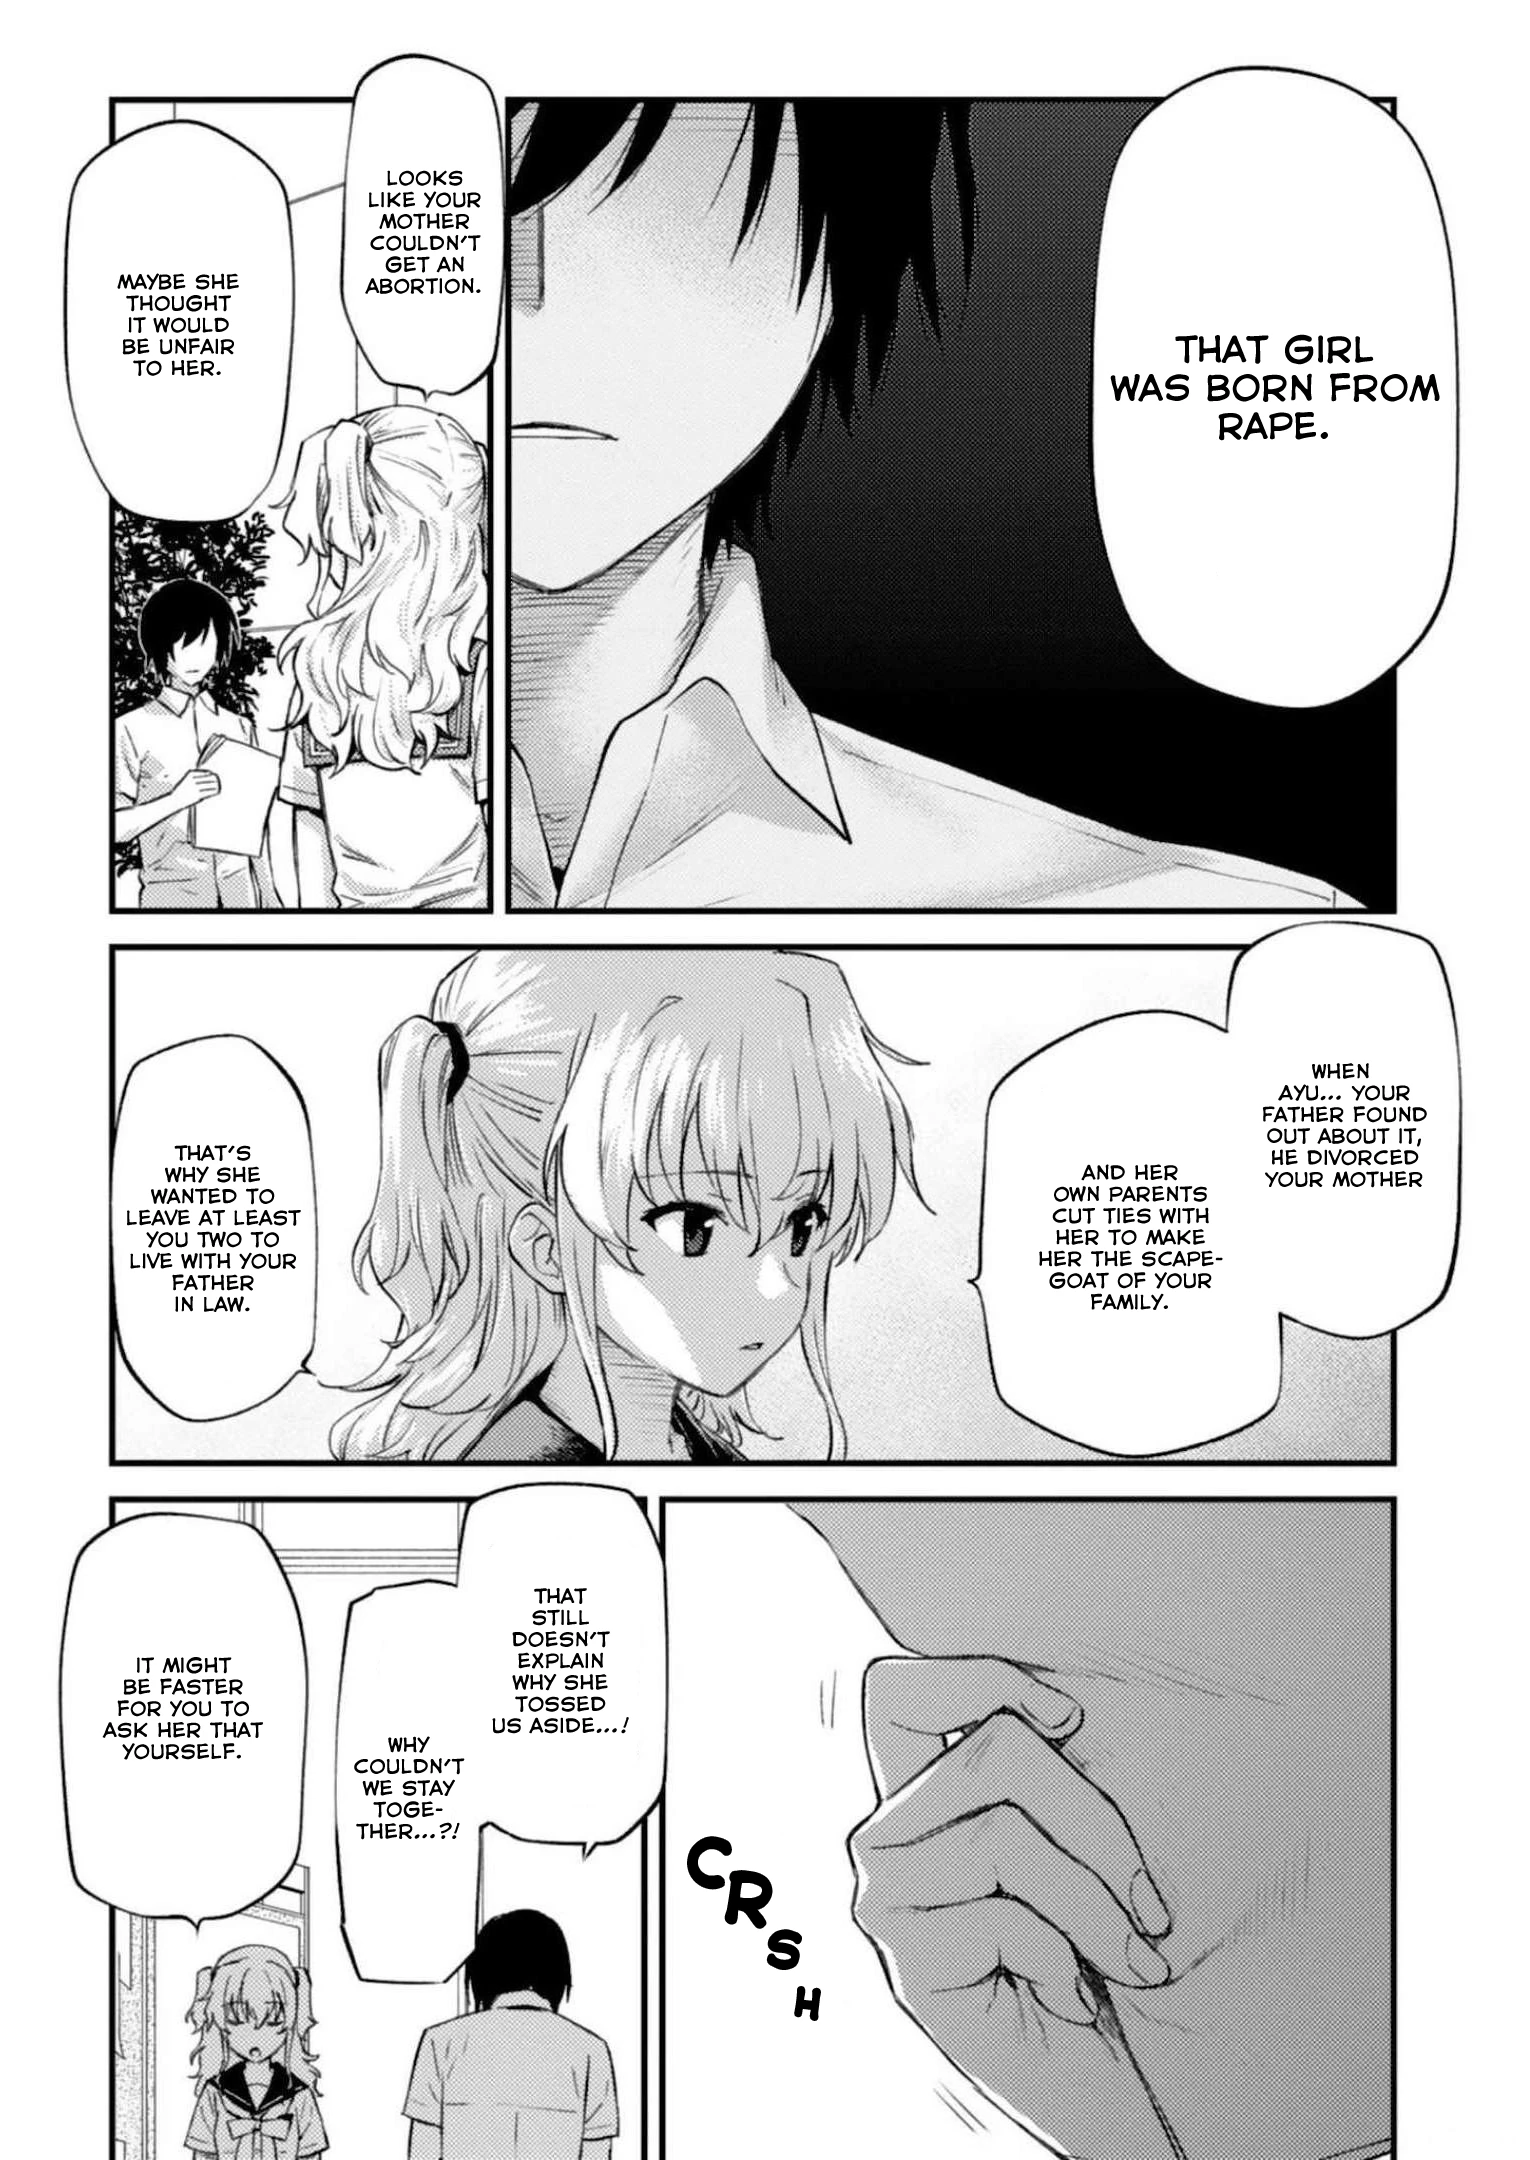 THAT GIRL
WAS BORN FROM
RAPE.
LOOKS
LIKE YOUR
MOTHER
COULDN'T
GET AN
ABORTION.
MAYBE SHE
THOUGHT
IT WOULD
BE UNFAIR
TO HER.
WHEN
AYU... YOUR
FATHER FOUND
OUT ABOUT IT,
HE DIVORCED
YOUR MOTHER
AND HER
OWN PARENTS
CUT TIES WITH
HER TO MAKE
HER THE SCAPE-
GOAT OF YOUR
FAMILY.
THAT'S
WHY SHE
WANTED TO
LEAVE AT LEAST
YOU TWO TO
LIVE WITH YOUR
FATHER
IN LAW.
CRSH
THAT
STILL
DOESN'T
EXPLAIN
WHY SHE
TOSSED
US ASIDE...!
WHY
COULDN'T
WE STAY
TOGE-
THER...?!
IT MIGHT
BE FASTER
FOR YOU TO
ASK HER THAT
YOURSELF.